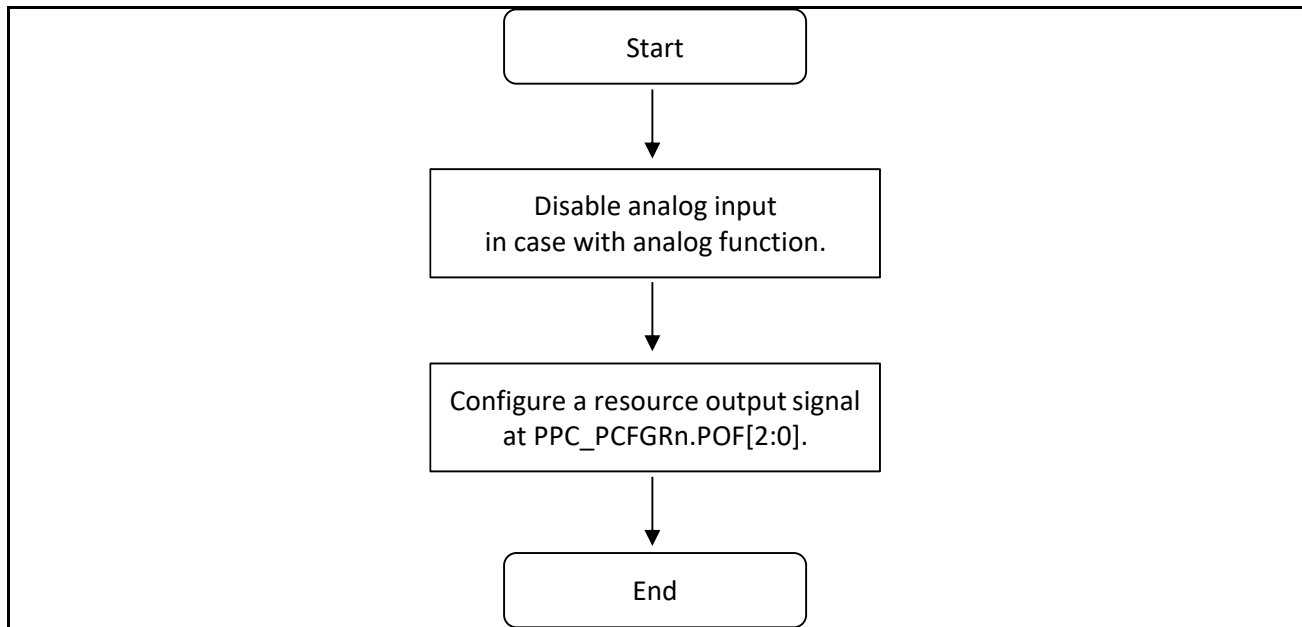 Start
Disable analog input
in case with analog function.
Configure a resource output signal
at PPC_PCFGRn.POF[2:0].
End